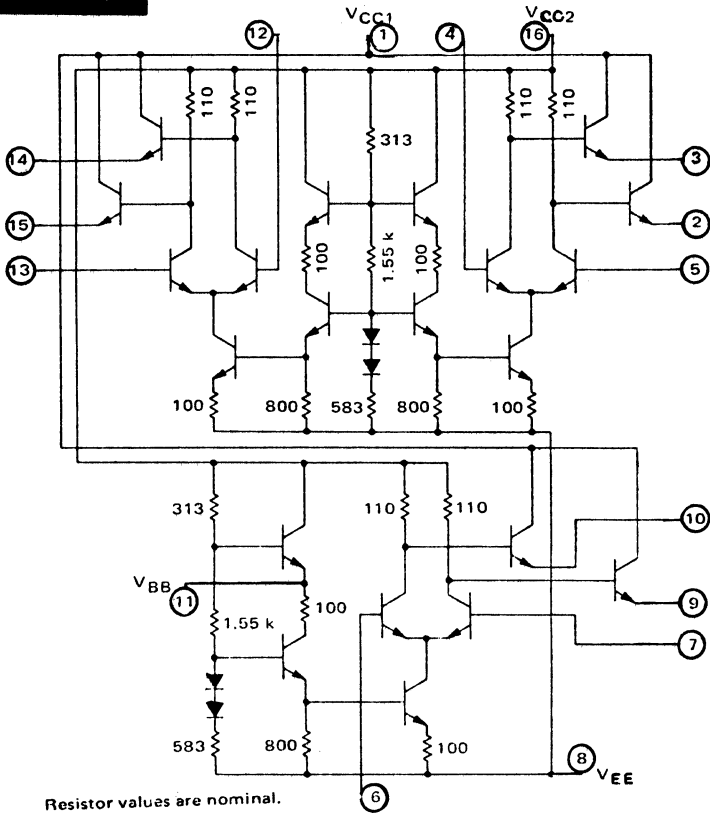 VCC1 VCC2
12 1 4 16
110 110 110 110
313
14 3
15 2
100 1.55 k 100
13 5
100 800 583 800 100
313 110 110
10
VBB
11 100 9
1.55 k
7
583 800 100
8
VEE
Resistor values are nominal.
6